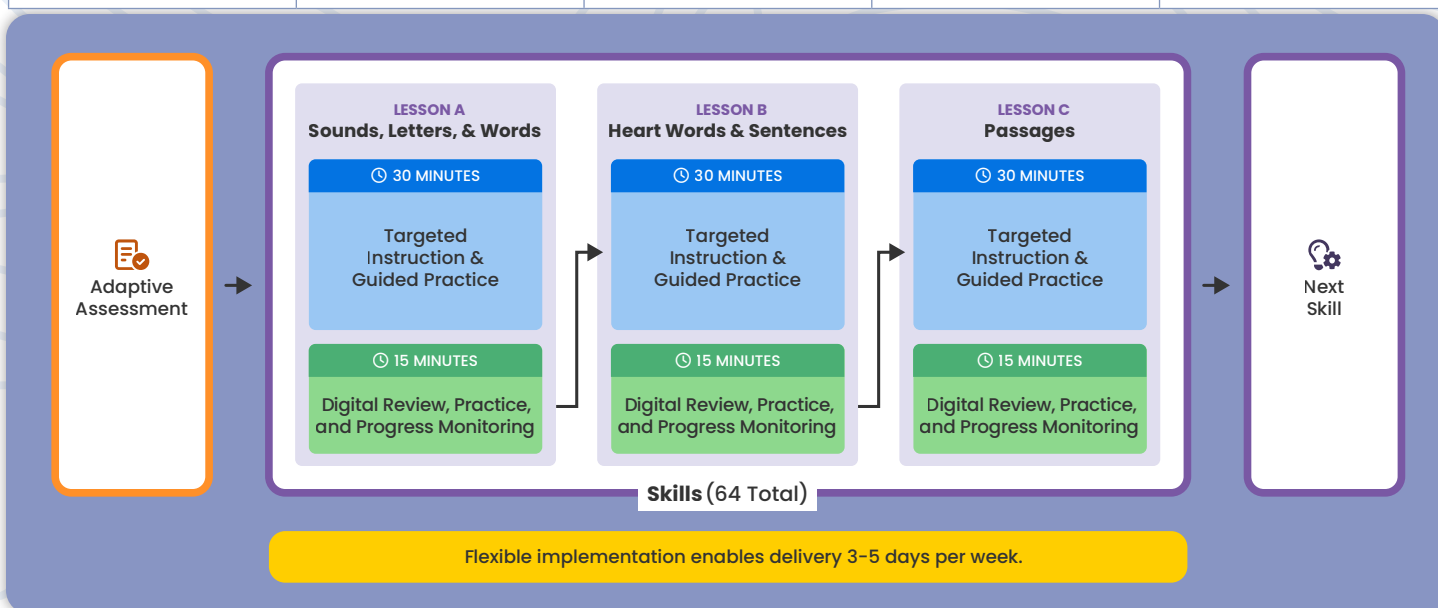 Adaptive
Assessment
LESSON A
Sounds, Letters, & Words
30 MINUTES
Targeted
Instruction &
Guided Practice
15 MINUTES
Digital Review, Practice,
and Progress Monitoring
LESSON B
Heart Words & Sentences
30 MINUTES
Targeted
Instruction &
Guided Practice
15 MINUTES
Digital Review, Practice,
and Progress Monitoring
LESSON C
Passages
30 MINUTES
Targeted
Instruction &
Guided Practice
15 MINUTES
Digital Review, Practice,
and Progress Monitoring
Skills (64 Total)
Next
Skill
Flexible implementation enables delivery 3-5 days per week.